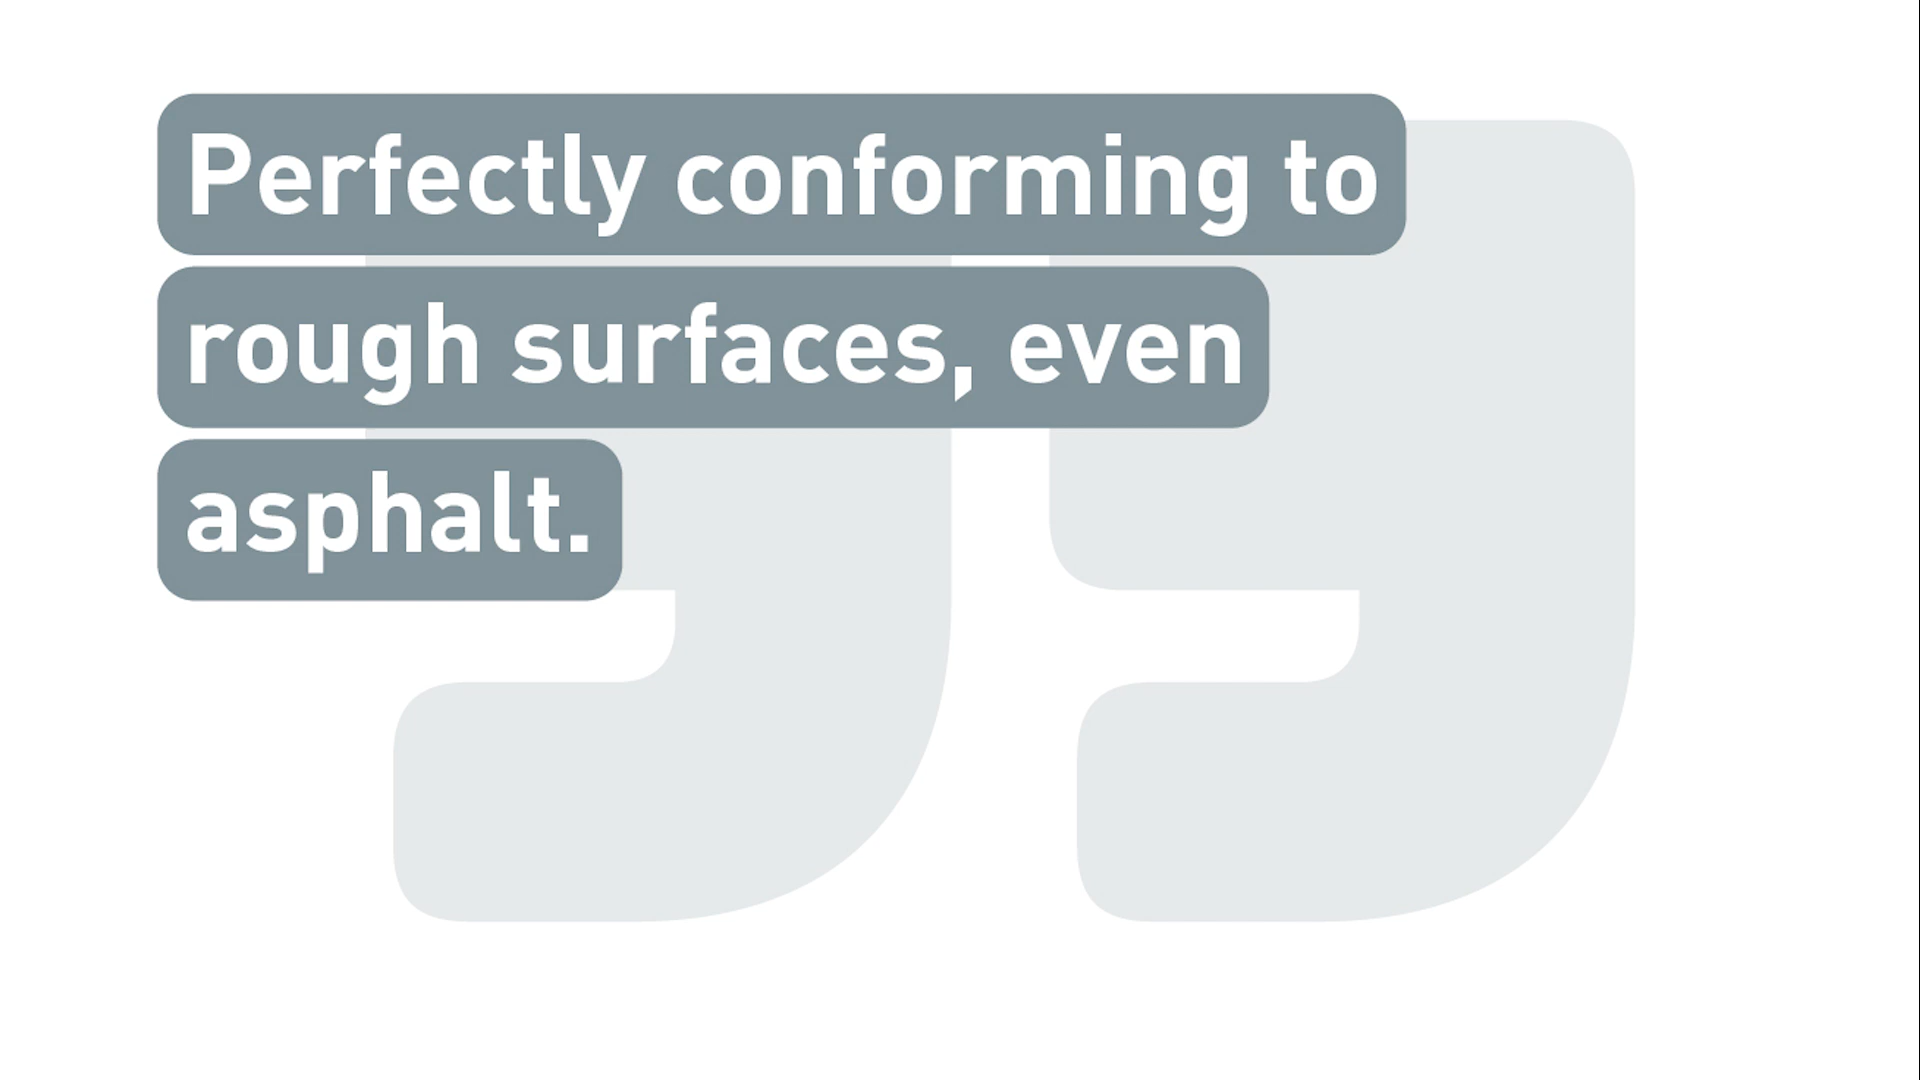 Perfectly conforming to
rough surfaces, even
asphalt.